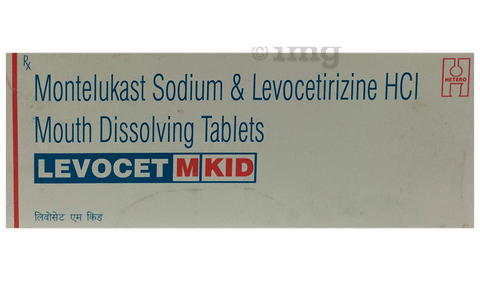 ©1mg
Rx
Montelukast Sodium & Levocetirizine HCl
Mouth Dissolving Tablets
HETERO
LEVOCET M KID
लिवोसेट एम किड